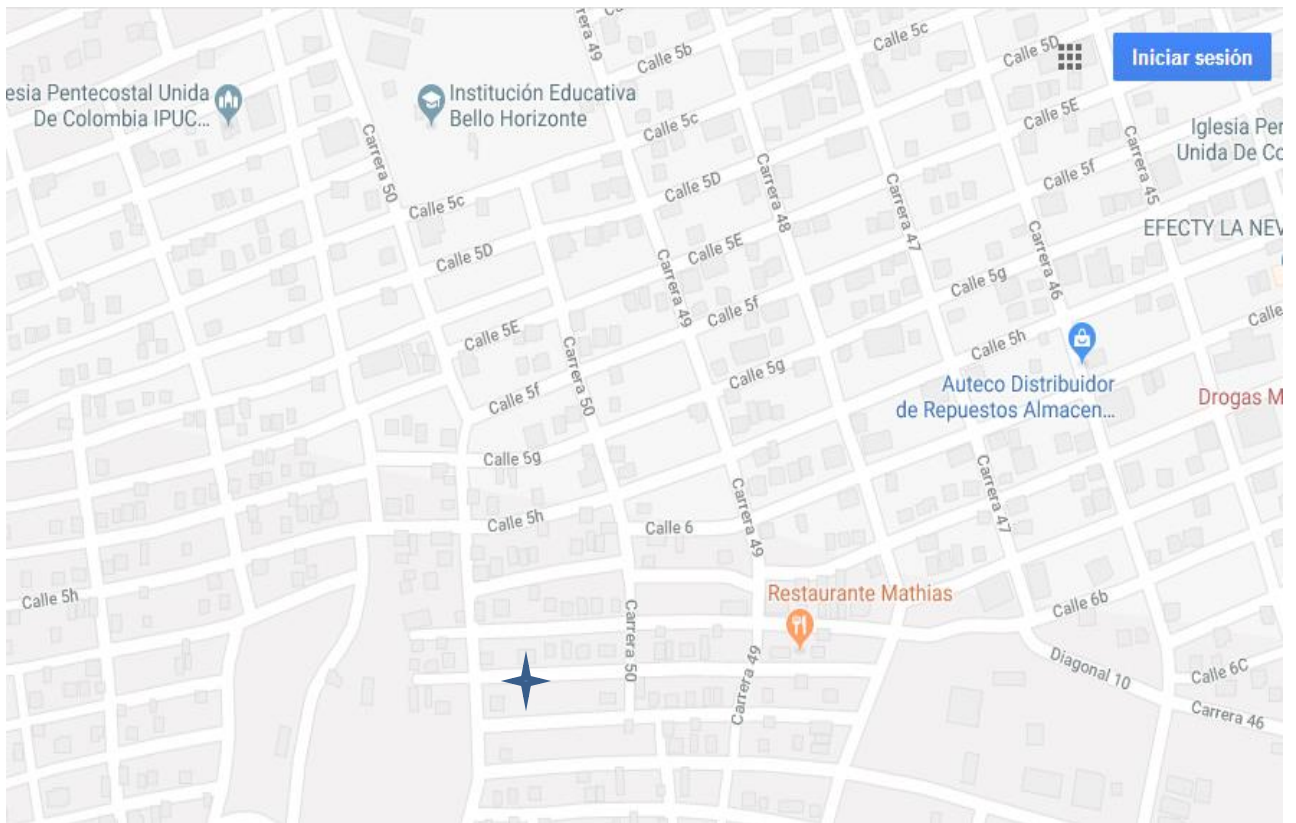 rrera 49
Calle 5b
Calle 5c
Calle 5D
Iniciar sesión
esia Pentecostal Unida
De Colombia IPUC...
Institución Educativa
Bello Horizonte
Calle 5E
Calle 5c
Carrera 50
Carrera 48
Carrera 45
Iglesia Per
Unida De Co
Calle 5D
Calle 5f
Carrera 47
Calle 5c
EFECTY LA NEV
Calle 5E
Calle 5D
Carrera 49
Carrera 46
Calle 5g
Calle 5f
Calle
Calle 5E
Carrera 50
Calle 5h
Calle 5g
Auteco Distribuidor
de Repuestos Almacen...
Drogas M
Calle 5f
Calle 5g
Carrera 49
Carrera 47
Calle 5h
Calle 6
Calle 5h
Restaurante Mathias
Calle 6b
Carrera 50
Carrera 49
Diagonal 10
Calle 6C
Carrera 46